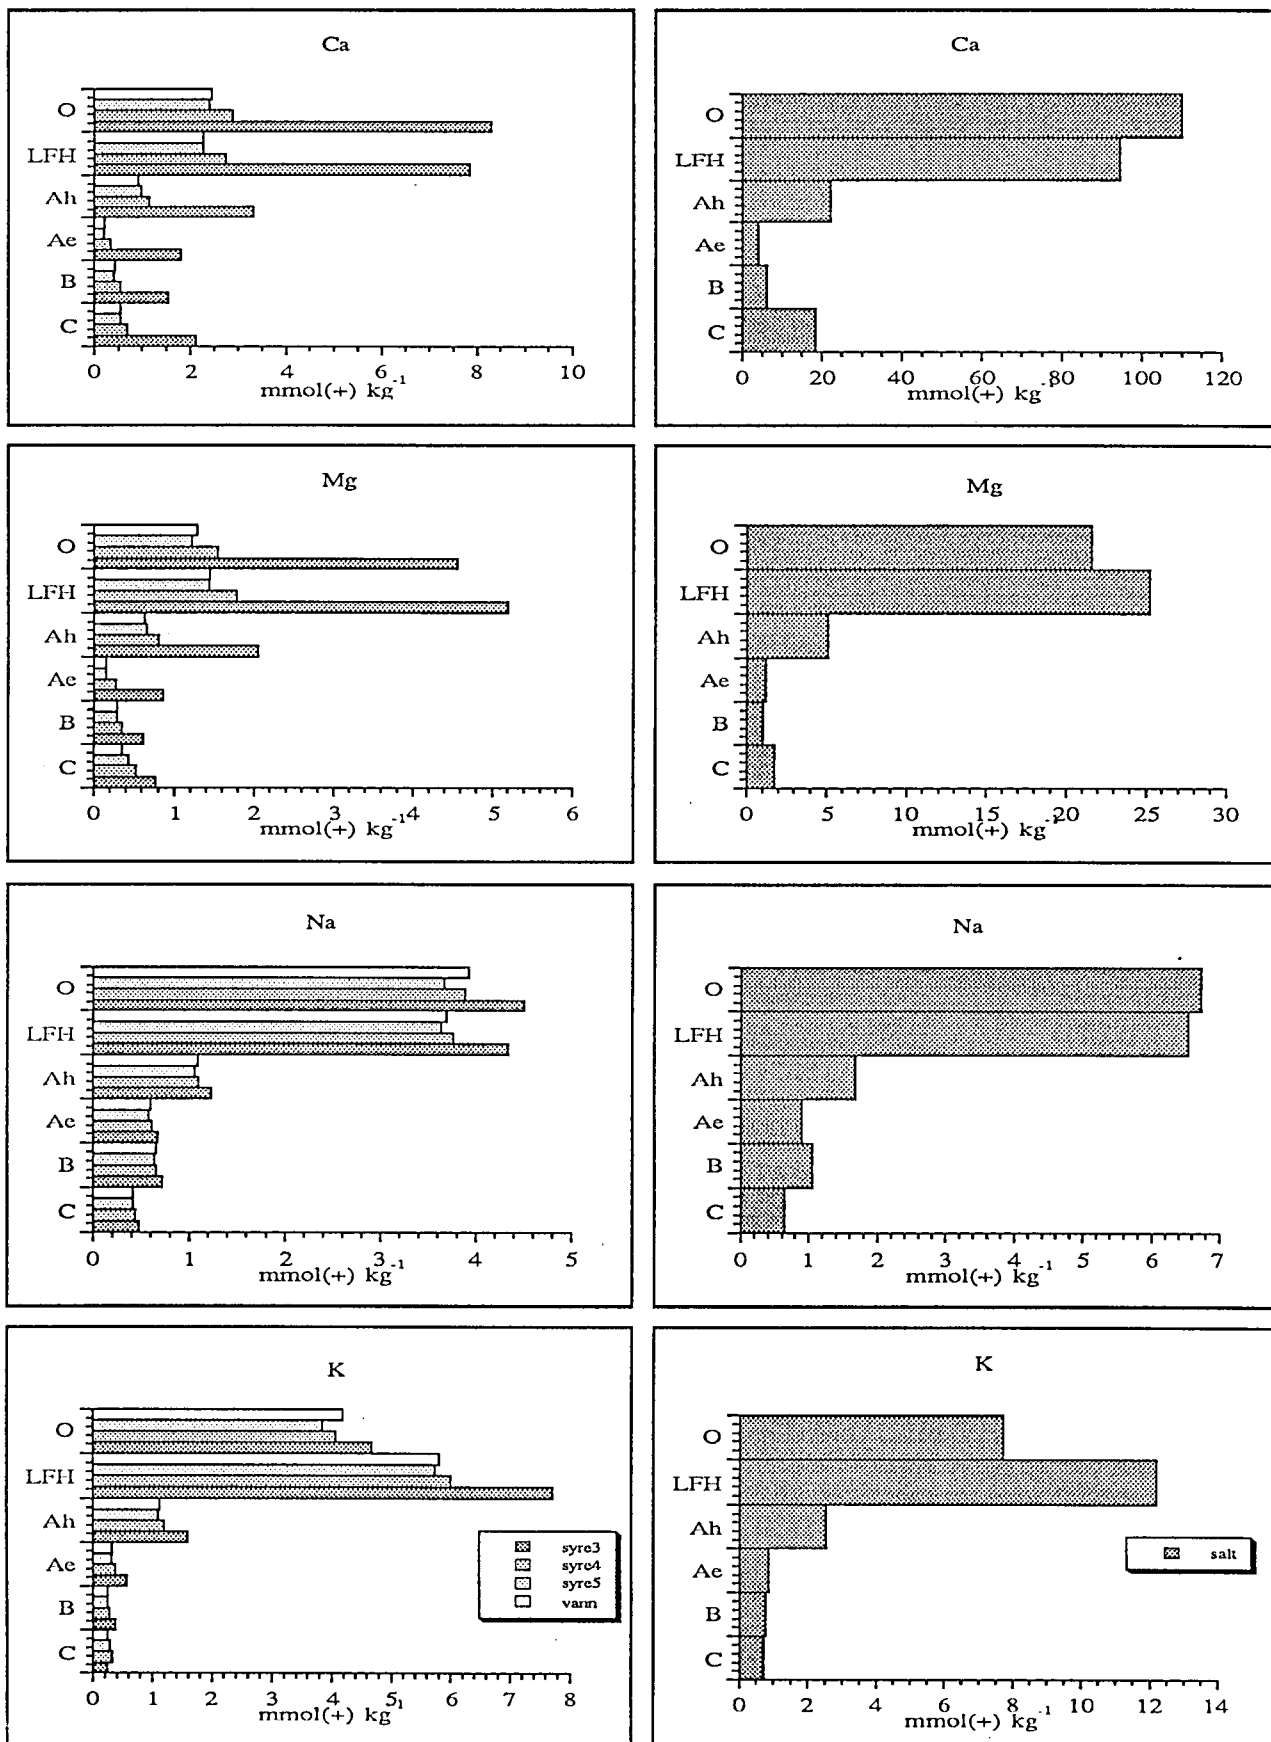 Ca
O
LFH
Ah
Ae
B
C
0 2 4 6 8 10
mmol(+) kg-1
Ca
O
LFH
Ah
Ae
B
C
0 20 40 60 80 100 120
mmol(+) kg-1
Mg
O
LFH
Ah
Ae
B
C
0 1 2 3 4 5 6
mmol(+) kg-1
Mg
O
LFH
Ah
Ae
B
C
0 5 10 15 20 25 30
mmol(+) kg-1
Na
O
LFH
Ah
Ae
B
C
0 1 2 3 4 5
mmol(+) kg-1
Na
O
LFH
Ah
Ae
B
C
0 1 2 3 4 5 6 7
mmol(+) kg-1
K
O
LFH
Ah
Ae
B
C
syre3
syre4
syre5
vann
0 1 2 3 4 5 6 7 8
mmol(+) kg-1
K
O
LFH
Ah
Ae
B
C
salt
0 2 4 6 8 10 12 14
mmol(+) kg-1